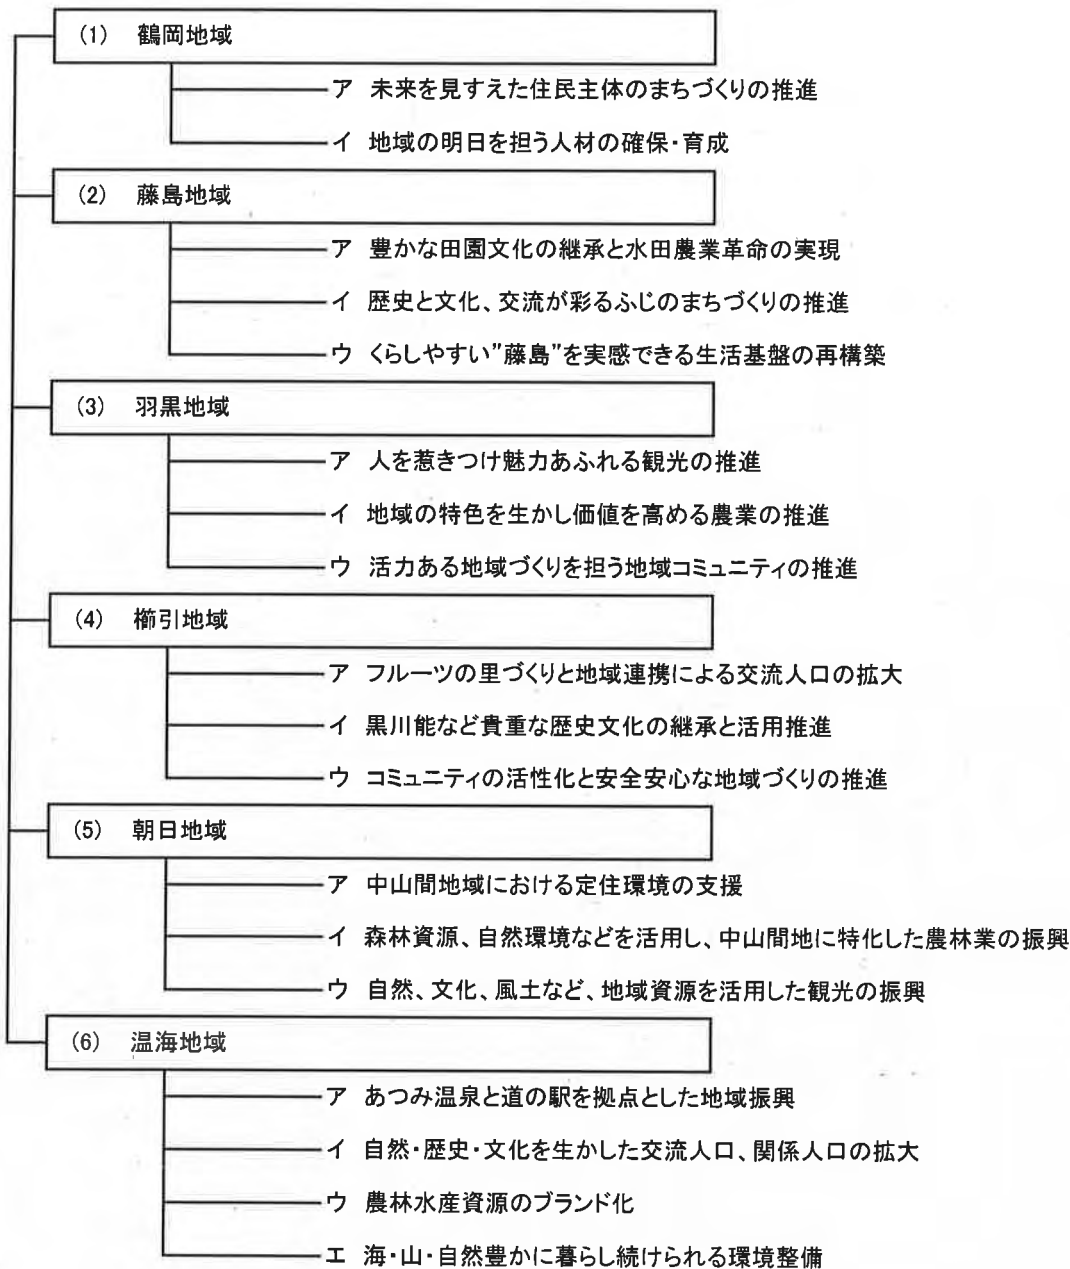 (1) 鶴岡地域
ア 未来を見すえた住民主体のまちづくりの推進
イ 地域の明日を担う人材の確保・育成
(2) 藤島地域
ア 豊かな田園文化の継承と水田農業革命の実現
イ 歴史と文化、交流が彩るふじのまちづくりの推進
ウ くらしやすい”藤島”を実感できる生活基盤の再構築
(3) 羽黒地域
ア 人を惹きつけ魅力あふれる観光の推進
イ 地域の特色を生かし価値を高める農業の推進
ウ 活力ある地域づくりを担う地域コミュニティの推進
(4) 櫛引地域
ア フルーツの里づくりと地域連携による交流人口の拡大
イ 黒川能など貴重な歴史文化の継承と活用推進
ウ コミュニティの活性化と安全安心な地域づくりの推進
(5) 朝日地域
ア 中山間地域における定住環境の支援
イ 森林資源、自然環境などを活用し、中山間地に特化した農林業の振興
ウ 自然、文化、風土など、地域資源を活用した観光の振興
(6) 温海地域
ア あつみ温泉と道の駅を拠点とした地域振興
イ 自然・歴史・文化を生かした交流人口、関係人口の拡大
ウ 農林水産資源のブランド化
エ 海・山・自然豊かに暮らし続けられる環境整備